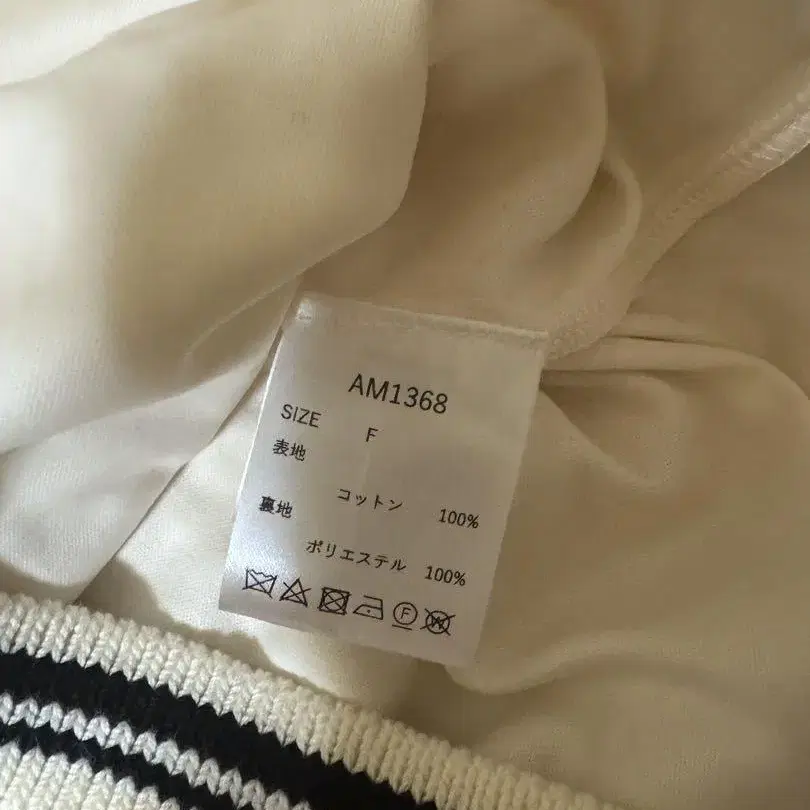 AM1368
SIZE F
表地
コットン 100%
裏地
ポリエステル 100%
F W